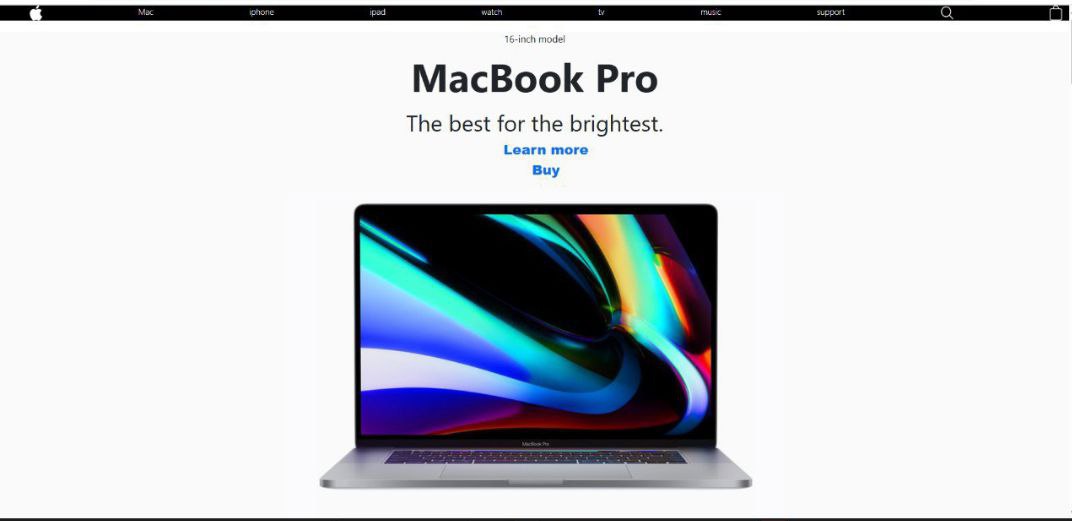 Mac iphone ipad watch tv music support
16-inch model
MacBook Pro
The best for the brightest.
Learn more
Buy
MacBook Pro